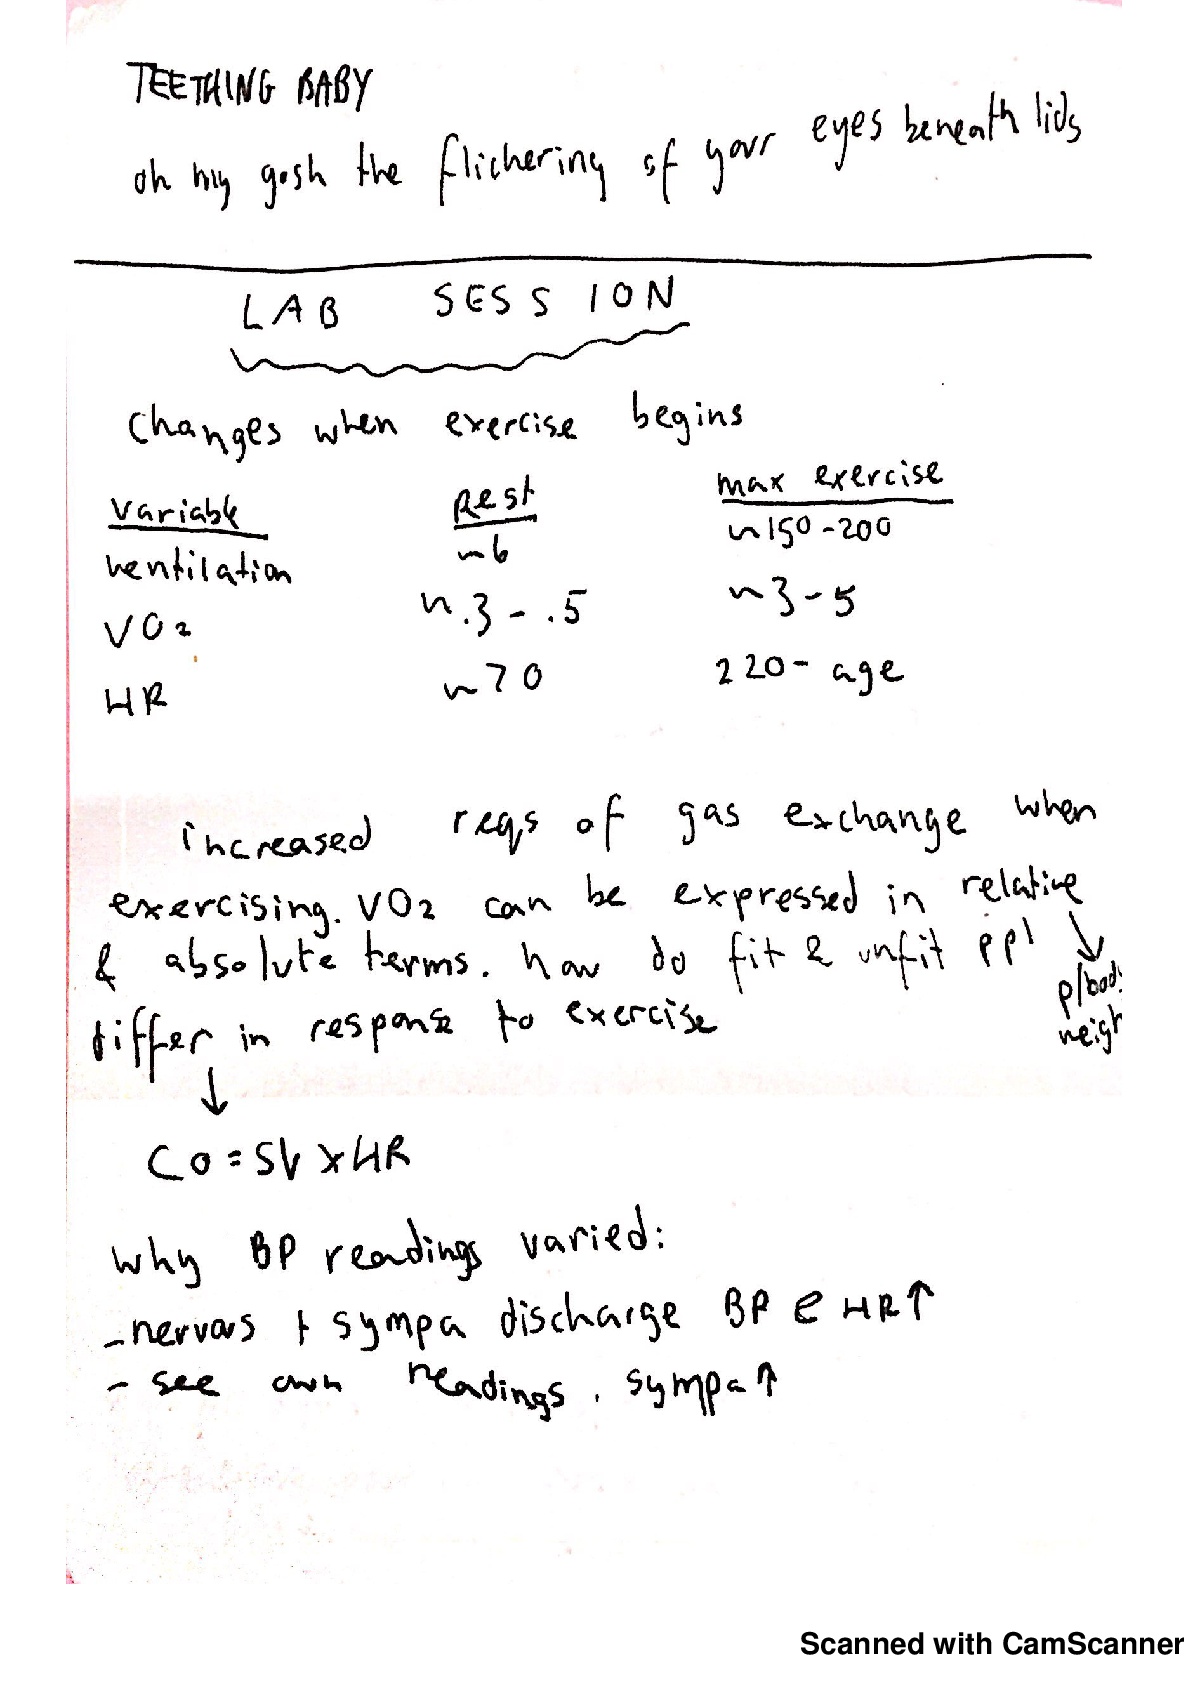 TEETHING BABY
oh my gosh the flickering of your eyes beneath lids
LAB SESSION
Changes when exercise begins
Variable Rest max exercise
ventilation ~6 ~150-200
VO2 ~.3-.5 ~3-5
HR ~70 220-age
increased reqs of gas exchange when
exercising. VO2 can be expressed in relative
& absolute terms. how do fit & unfit ppl
differ in response to exercise
↓ p/bod
weigh
↓
CO = SV x HR
why BP readings varied:
- nervous + sympa discharge BP & HR↑
- see own readings. sympa↑
Scanned with CamScanner